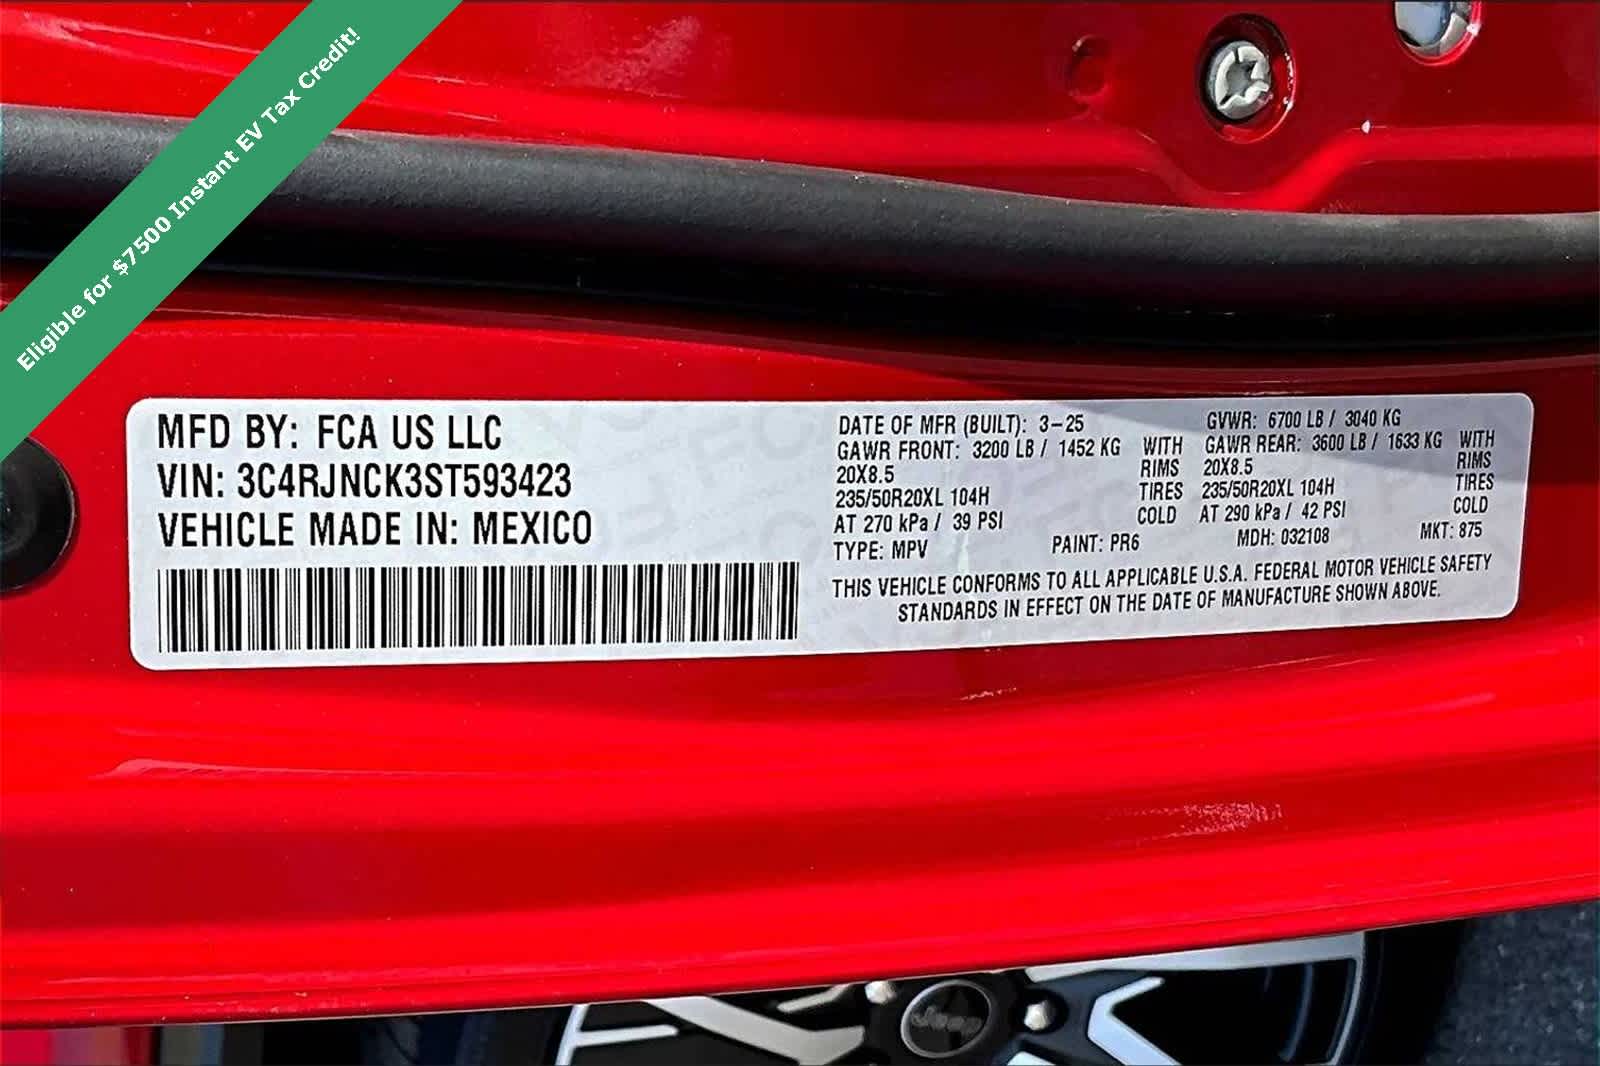 Eligible for $7500 Instant EV Tax Credit!
MFD BY: FCA US LLC
VIN: 3C4RJNCK3ST593423
VEHICLE MADE IN: MEXICO
DATE OF MFR (BUILT): 3-25
GAWR FRONT: 3200 LB / 1452 KG WITH
20X8.5 RIMS
235/50R20XL 104H TIRES
AT 270 kPa / 39 PSI COLD
GVWR: 6700 LB / 3040 KG
GAWR REAR: 3600 LB / 1633 KG WITH
20X8.5 RIMS
235/50R20XL 104H TIRES
AT 290 kPa / 42 PSI COLD
TYPE: MPV PAINT: PR6 MDH: 032108 MKT: 875
THIS VEHICLE CONFORMS TO ALL APPLICABLE U.S.A. FEDERAL MOTOR VEHICLE SAFETY
STANDARDS IN EFFECT ON THE DATE OF MANUFACTURE SHOWN ABOVE.
Jeep